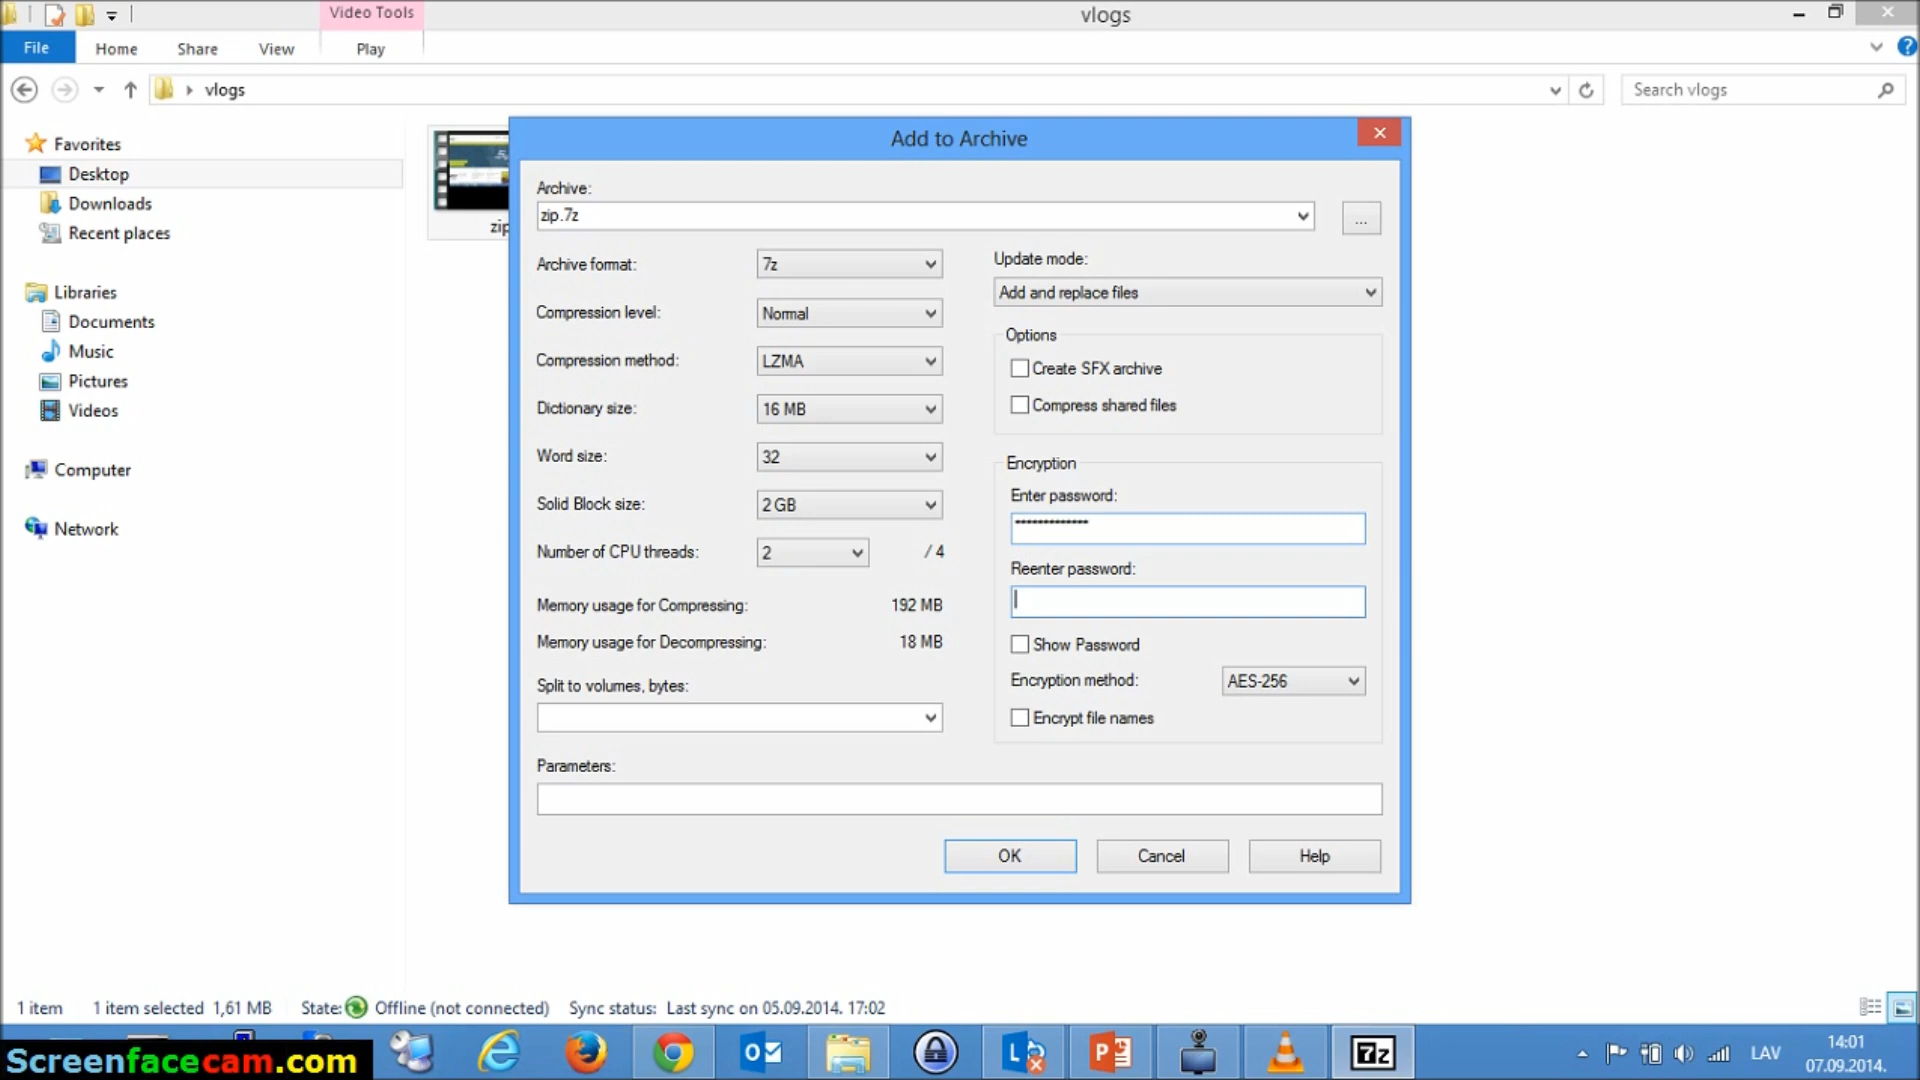 Video Tools
vlogs
File
Home
Share
View
Play
vlogs
Search vlogs
Favorites
Desktop
Downloads
Recent places
Libraries
Documents
Music
Pictures
Videos
Computer
Network
zip
Add to Archive
Archive:
zip.7z
...
Archive format:
7z
Compression level:
Normal
Compression method:
LZMA
Dictionary size:
16 MB
Word size:
32
Solid Block size:
2 GB
Number of CPU threads:
2
/ 4
Memory usage for Compressing:
192 MB
Memory usage for Decompressing:
18 MB
Split to volumes, bytes:
Parameters:
Update mode:
Add and replace files
Options
Create SFX archive
Compress shared files
Encryption
Enter password:
*************
Reenter password:
Show Password
Encryption method:
AES-256
Encrypt file names
OK
Cancel
Help
1 item
1 item selected 1,61 MB
State:
Offline (not connected)
Sync status: Last sync on 05.09.2014. 17:02
Screenfacecam.com
7z
LAV
14:01
07.09.2014.